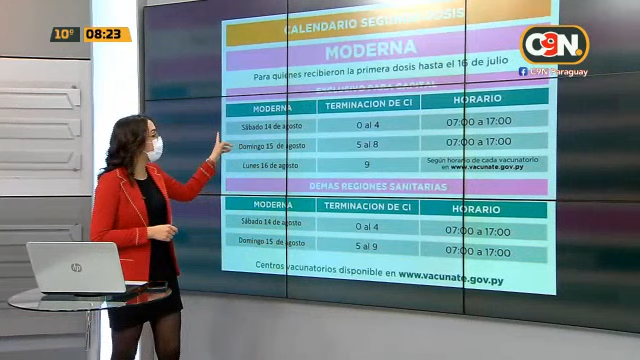 10°
08:23
C9N
C9N Paraguay
CALENDARIO SEGUNDA DOSIS
MODERNA
Para quienes recibieron la primera dosis hasta el 16 de julio
EXCLUSIVO PARA CAPITAL
MODERNA TERMINACION DE CI HORARIO
Sábado 14 de agosto 0 al 4 07:00 a 17:00
Domingo 15 de agosto 5 al 8 07:00 a 17:00
Lunes 16 de agosto 9 Según horario de cada vacunatorio
en www.vacunate.gov.py
DEMAS REGIONES SANITARIAS
MODERNA TERMINACION DE CI HORARIO
Sábado 14 de agosto 0 al 4 07:00 a 17:00
Domingo 15 de agosto 5 al 9 07:00 a 17:00
Centros vacunatorios disponible en www.vacunate.gov.py
hp